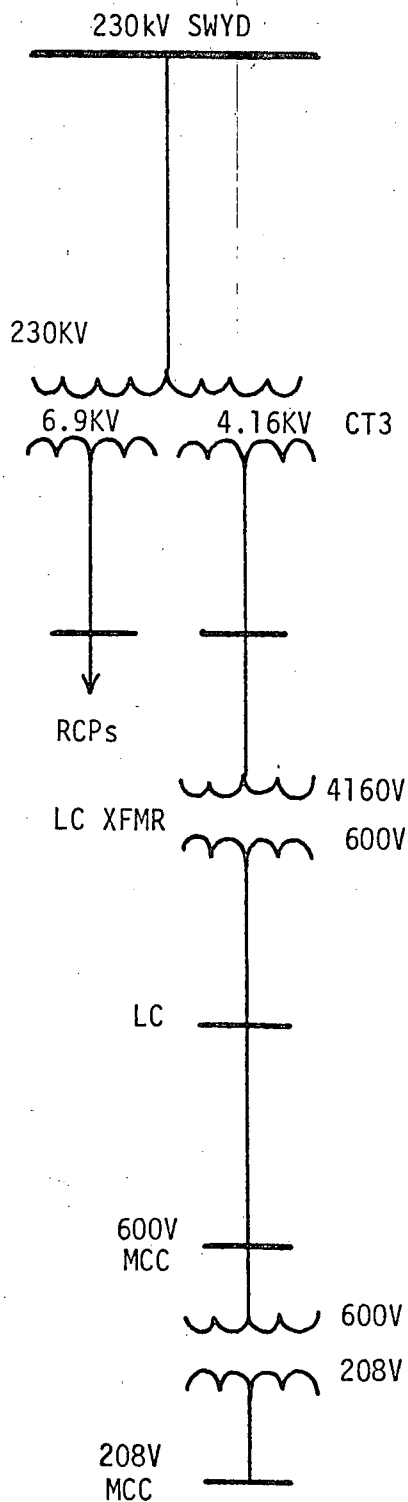 230kV SWYD
230KV
6.9KV 4.16KV CT3
RCPs
4160V
LC XFMR
600V
LC
600V
MCC
600V
208V
208V
MCC